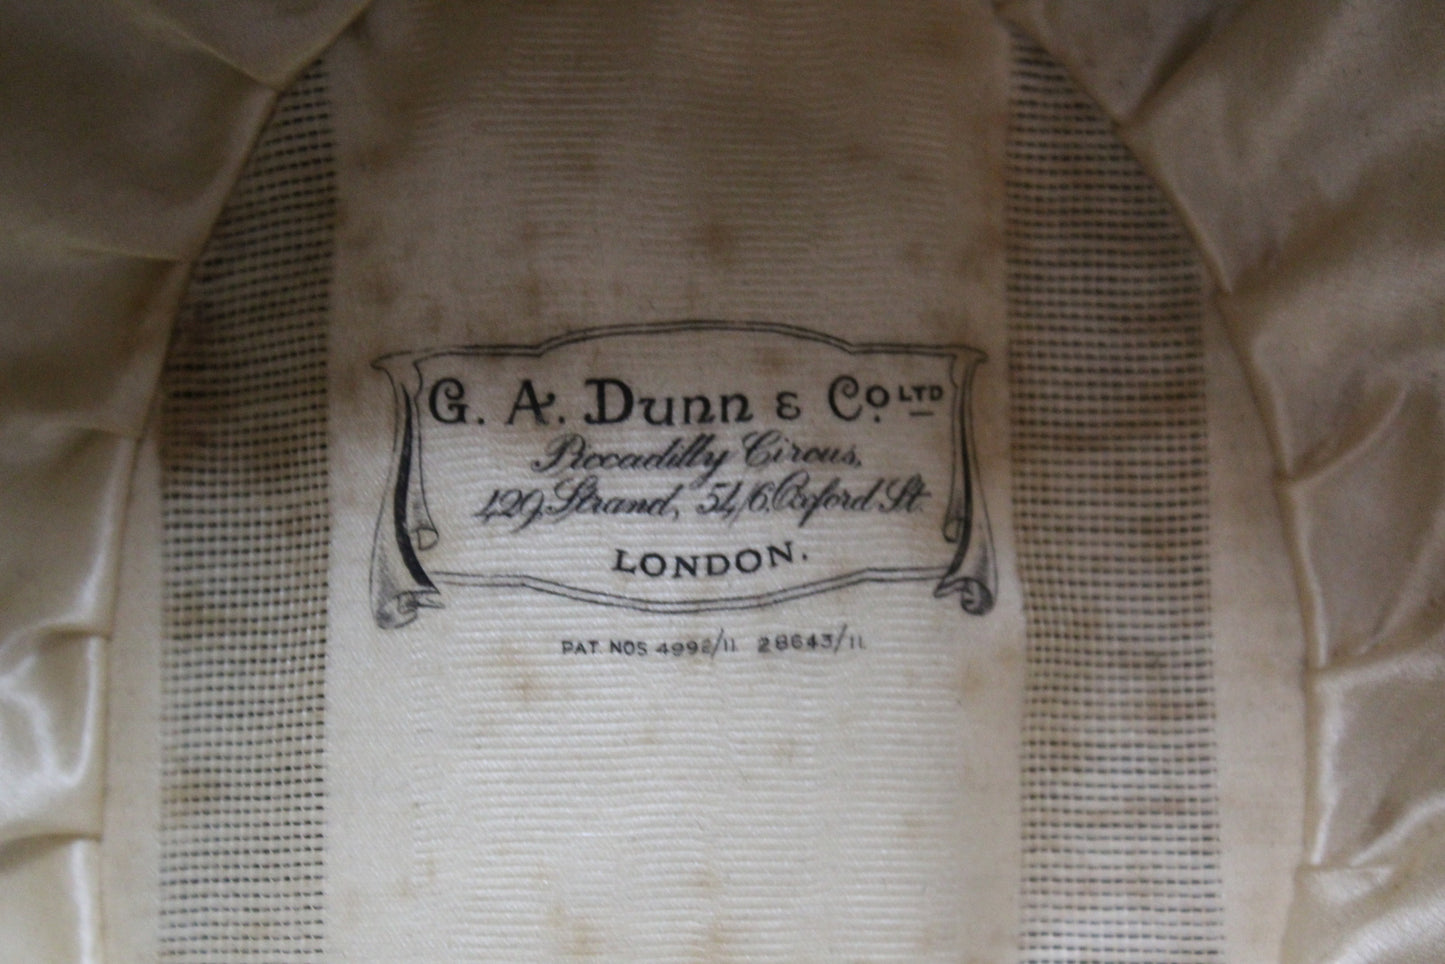 G. A. Dunn & Co. LTD
Piccadilly Circus,
429, Strand, 54/6, Oxford St.
LONDON.
PAT. NOS 4992/11 28643/11